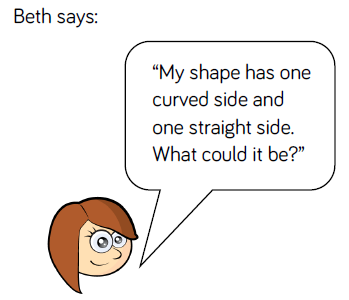 Beth says:
“My shape has one
curved side and
one straight side.
What could it be?”